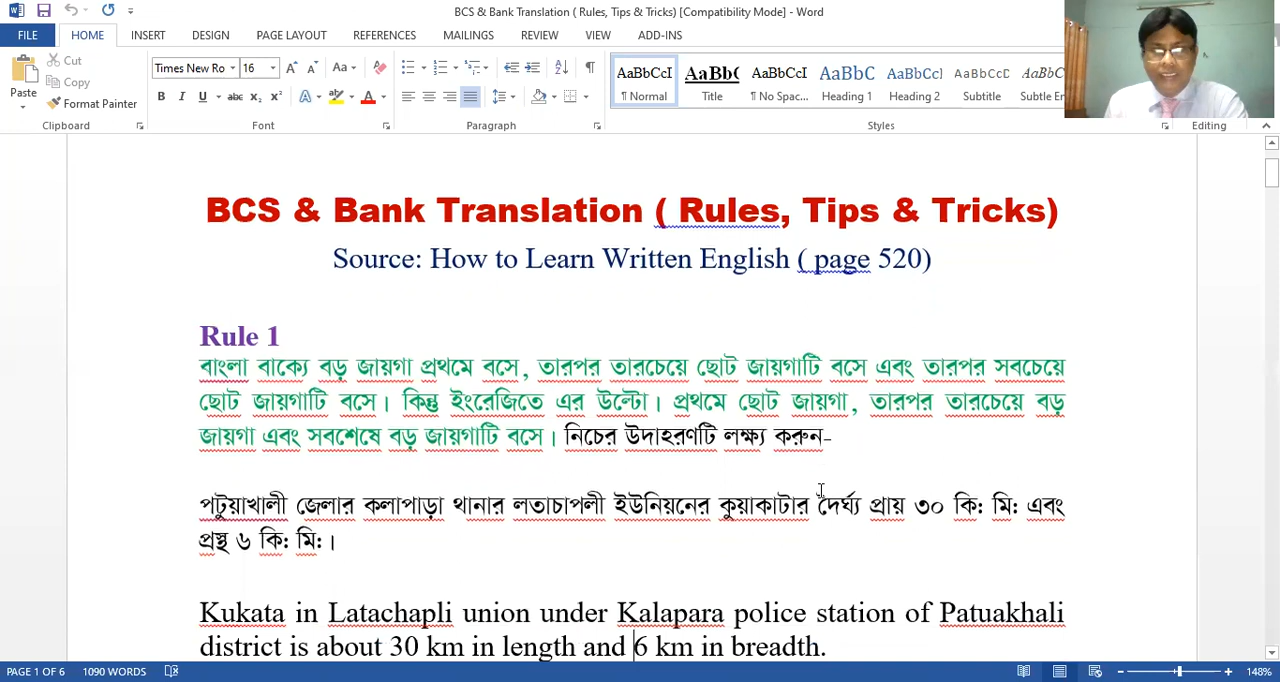 BCS & Bank Translation ( Rules, Tips & Tricks) [Compatibility Mode] - Word
FILE HOME INSERT DESIGN PAGE LAYOUT REFERENCES MAILINGS REVIEW VIEW ADD-INS
Cut
Copy
Format Painter
Paste
Times New Ro 16
AaBbCcI AaBb( AaBbCcI AaBbC AaBbCcl AaBbCcD AaBbCc
¶ Normal Title ¶ No Spac... Heading 1 Heading 2 Subtitle Subtle En
Clipboard Font Paragraph Styles Editing
BCS & Bank Translation ( Rules, Tips & Tricks)
Source: How to Learn Written English ( page 520)
Rule 1
বাংলা বাক্যে বড় জায়গা প্রথমে বসে, তারপর তারচেয়ে ছোট জায়গাটি বসে এবং তারপর সবচেয়ে
ছোট জায়গাটি বসে। কিন্তু ইংরেজিতে এর উল্টো। প্রথমে ছোট জায়গা, তারপর তারচেয়ে বড়
জায়গা এবং সবশেষে বড় জায়গাটি বসে। নিচের উদাহরণটি লক্ষ্য করুন-
পটুয়াখালী জেলার কলাপাড়া থানার লতাচাপলী ইউনিয়নের কুয়াকাটার দৈর্ঘ্য প্রায় ৩০ কি: মি: এবং
প্রস্থ ৬ কি: মি:।
Kukata in Latachapli union under Kalapara police station of Patuakhali
district is about 30 km in length and 6 km in breadth.
PAGE 1 OF 6 1090 WORDS 148%